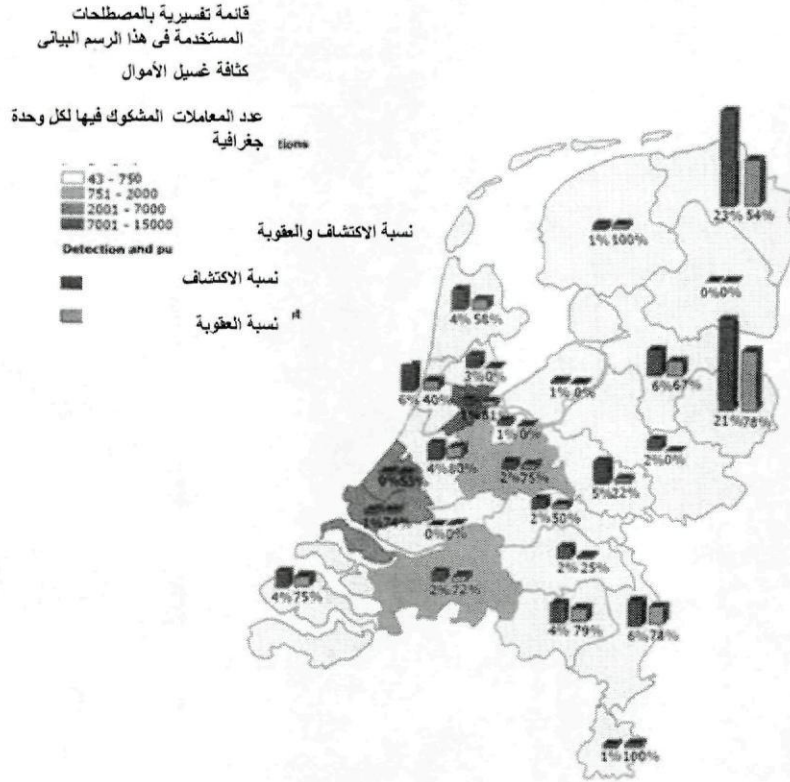 قائمة تفسيرية بالمصطلحات
المستخدمة فى هذا الرسم البيانى
كثافة غسيل الأموال
عدد المعاملات المشكوك فيها لكل وحدة
جغرافية tions
43 - 750
751 - 2000
2001 - 7000
7001 - 15000
Detection and pu
نسبة الاكتشاف والعقوبة
نسبة الاكتشاف
نسبة العقوبة
23% 54%
1% 100%
0% 0%
4% 58%
3% 0%
6% 40%
1% 0%
6% 67%
21% 78%
1% 0%
4% 80%
2% 75%
2% 0%
5% 22%
1% 74%
2% 50%
0% 0%
2% 25%
4% 75%
2% 72%
4% 79%
6% 78%
1% 100%